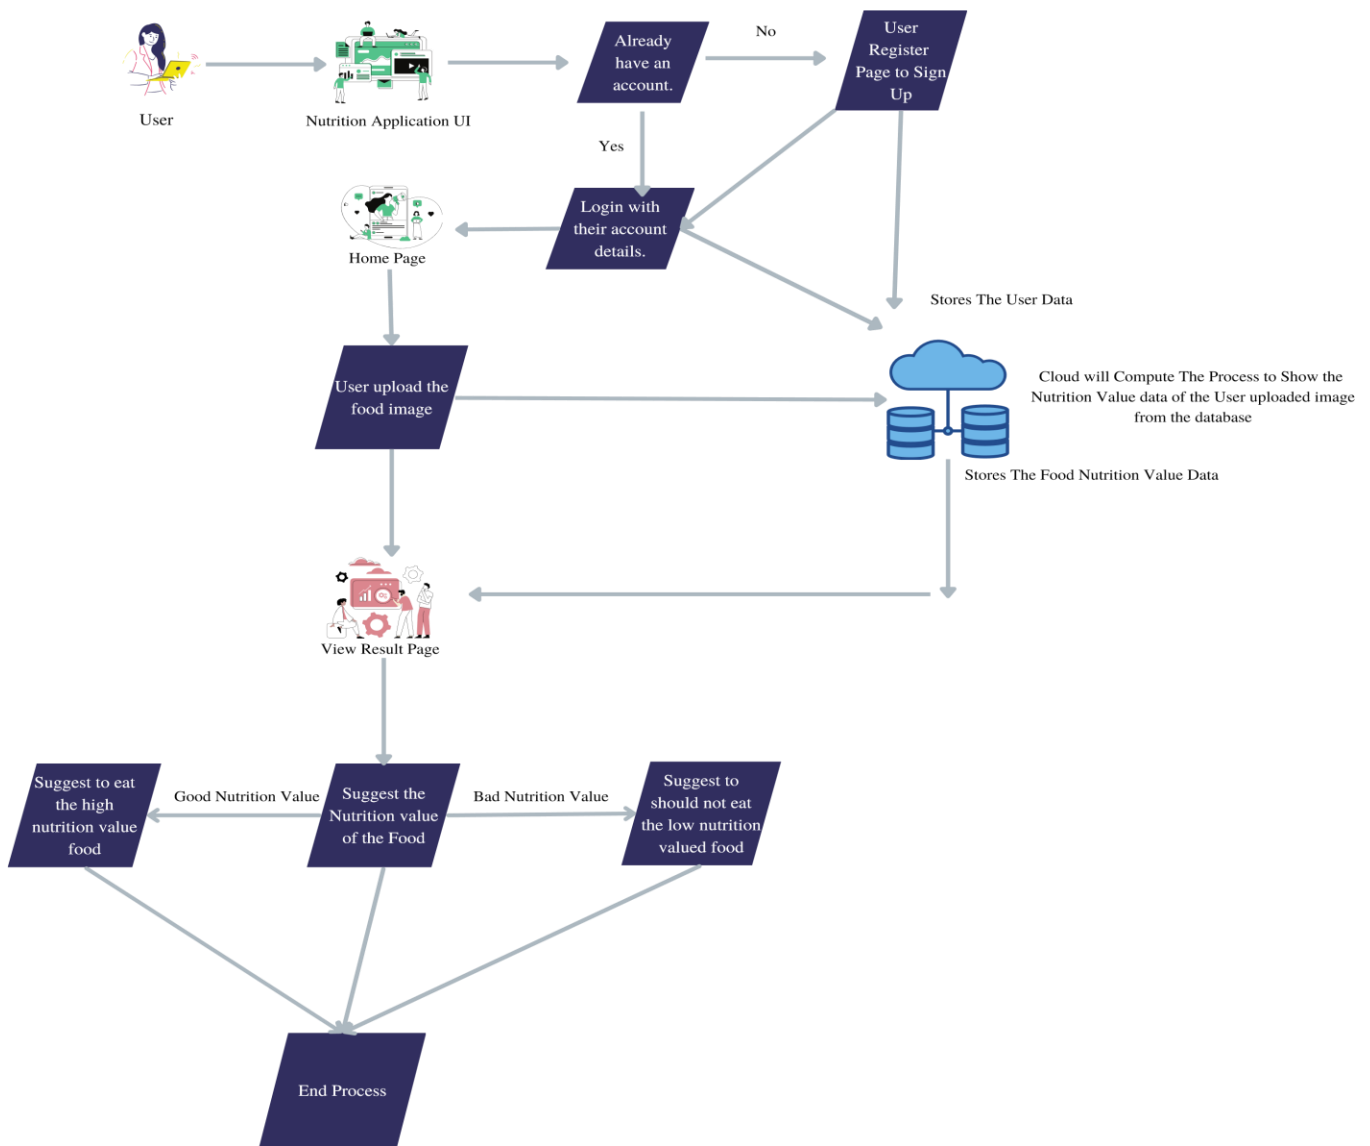 User
Nutrition Application UI
Already
have an
account.
No
User
Register
Page to Sign
Up
Yes
Login with
their account
details.
Home Page
Stores The User Data
User upload the
food image
Cloud will Compute The Process to Show the
Nutrition Value data of the User uploaded image
from the database
Stores The Food Nutrition Value Data
View Result Page
Suggest to eat
the high
nutrition value
food
Good Nutrition Value
Suggest the
Nutrition value
of the Food
Bad Nutrition Value
Suggest to
should not eat
the low nutrition
valued food
End Process